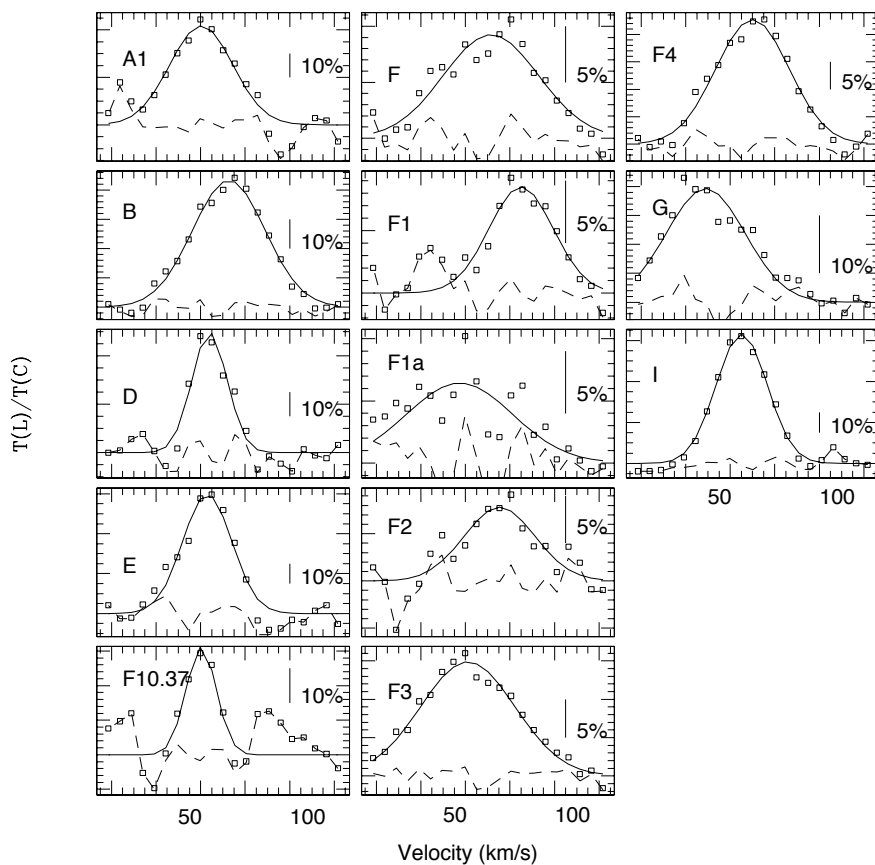 A1 10%
F 5%
F4 5%
B 10%
F1 5%
G 10%
D 10%
F1a 5%
I 10%
50 100
E 10%
F2 5%
F10.37 10%
F3 5%
50 100
50 100
T(L)/T(C)
Velocity (km/s)